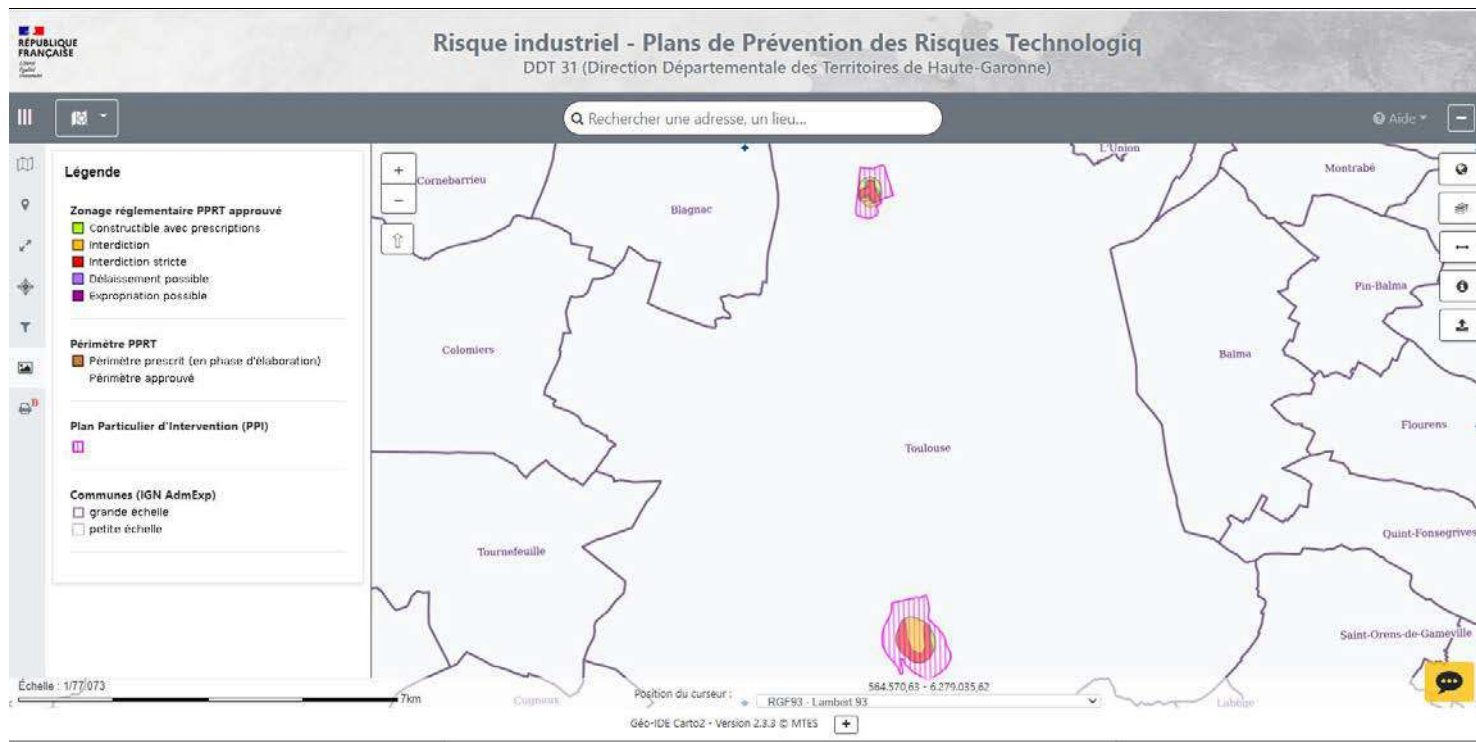 RÉPUBLIQUE
FRANÇAISE
Liberté
Égalité
Fraternité
Risque industriel - Plans de Prévention des Risques Technologiq
DDT 31 (Direction Départementale des Territoires de Haute-Garonne)
Rechercher une adresse, un lieu...
Aide
Légende
Zonage réglementaire PPRT approuvé
Constructible avec prescriptions
Interdiction
Interdiction stricte
Délaissement possible
Expropriation possible
Périmètre PPRT
Périmètre prescrit (en phase d'élaboration)
Périmètre approuvé
Plan Particulier d'Intervention (PPI)
Communes (IGN AdmExp)
grande échelle
petite échelle
+
−
L'Union
Cornebarrieu
Montrabé
Blagnac
Pin-Balma
Colomiers
Balma
Flourens
Toulouse
Quint-Fonsegrives
Tournefeuille
Saint-Orens-de-Gameville
Échelle : 1/77 073
7km
Cugnaux
Position du curseur :
564.570,63 - 6.279.035,62
RGF93 - Lambert 93
Labège
Géo-IDE Carto2 - Version 2.3.3 © MTES
+